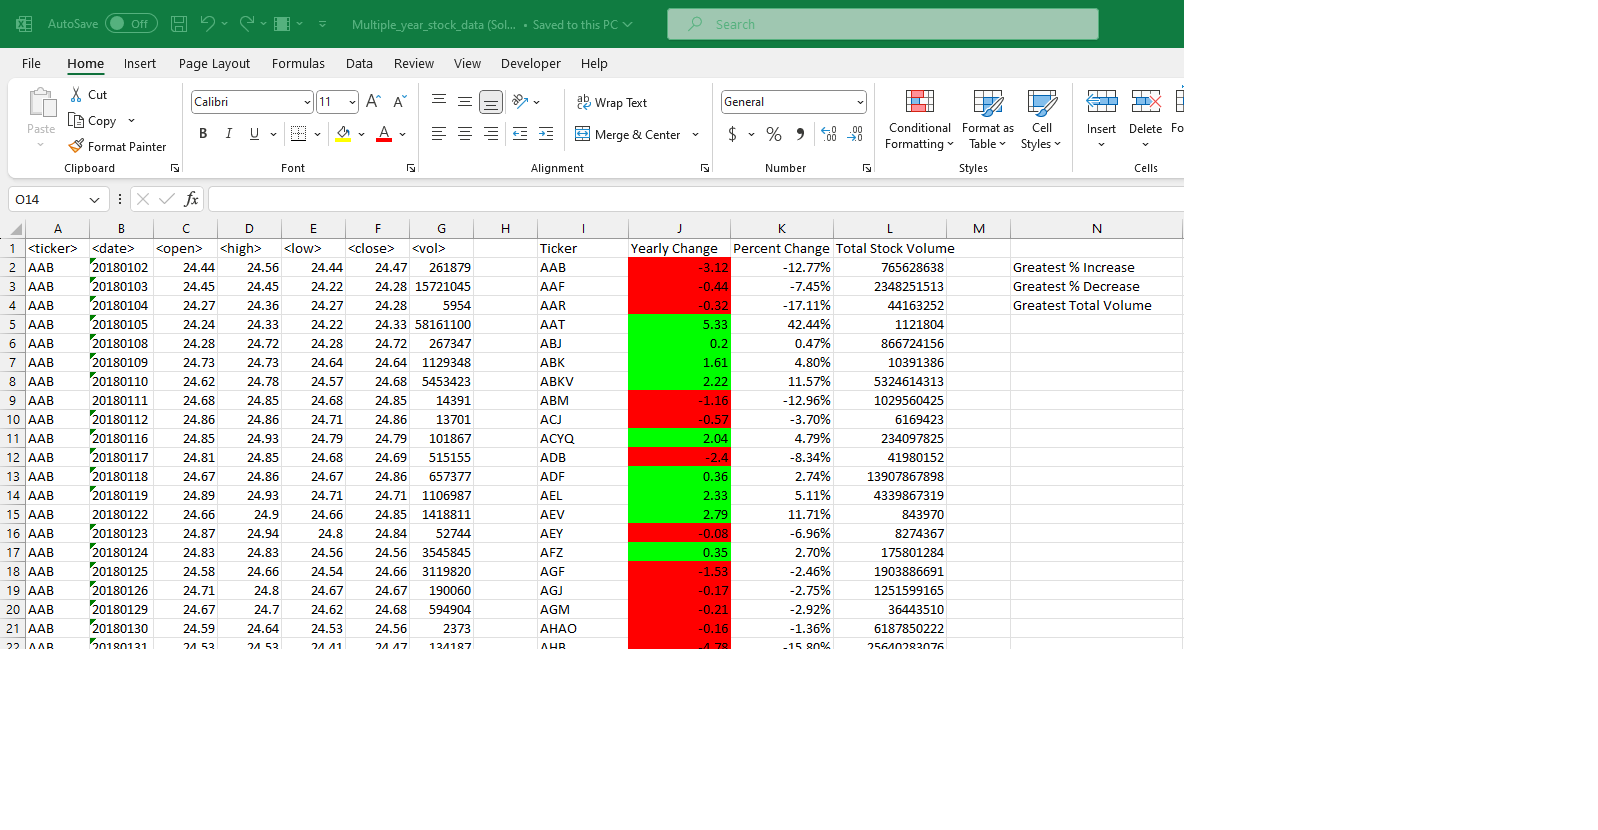 AutoSave Off Multiple_year_stock_data (Sol... • Saved to this PC Search
File Home Insert Page Layout Formulas Data Review View Developer Help
Paste Cut Copy Format Painter
Calibri 11 Wrap Text General
B I U A Merge & Center $ %
Conditional Formatting Format as Table Cell Styles Insert Delete Fo
Clipboard Font Alignment Number Styles Cells
O14 fx
A B C D E F G H I J K L M N
1 <ticker> <date> <open> <high> <low> <close> <vol> Ticker Yearly Change Percent Change Total Stock Volume
2 AAB 20180102 24.44 24.56 24.44 24.47 261879 AAB -3.12 -12.77% 765628638 Greatest % Increase
3 AAB 20180103 24.45 24.45 24.22 24.28 15721045 AAF -0.44 -7.45% 2348251513 Greatest % Decrease
4 AAB 20180104 24.27 24.36 24.27 24.28 5954 AAR -0.32 -17.11% 44163252 Greatest Total Volume
5 AAB 20180105 24.24 24.33 24.22 24.33 58161100 AAT 5.33 42.44% 1121804
6 AAB 20180108 24.28 24.72 24.28 24.72 267347 ABJ 0.2 0.47% 866724156
7 AAB 20180109 24.73 24.73 24.64 24.64 1129348 ABK 1.61 4.80% 10391386
8 AAB 20180110 24.62 24.78 24.57 24.68 5453423 ABKV 2.22 11.57% 5324614313
9 AAB 20180111 24.68 24.85 24.68 24.85 14391 ABM -1.16 -12.96% 1029560425
10 AAB 20180112 24.86 24.86 24.71 24.86 13701 ACJ -0.57 -3.70% 6169423
11 AAB 20180116 24.85 24.93 24.79 24.79 101867 ACYQ 2.04 4.79% 234097825
12 AAB 20180117 24.81 24.85 24.68 24.69 515155 ADB -2.4 -8.34% 41980152
13 AAB 20180118 24.67 24.86 24.67 24.86 657377 ADF 0.36 2.74% 13907867898
14 AAB 20180119 24.89 24.93 24.71 24.71 1106987 AEL 2.33 5.11% 4339867319
15 AAB 20180122 24.66 24.9 24.66 24.85 1418811 AEV 2.79 11.71% 843970
16 AAB 20180123 24.87 24.94 24.8 24.84 52744 AEY -0.08 -6.96% 8274367
17 AAB 20180124 24.83 24.83 24.56 24.56 3545845 AFZ 0.35 2.70% 175801284
18 AAB 20180125 24.58 24.66 24.54 24.66 3119820 AGF -1.53 -2.46% 1903886691
19 AAB 20180126 24.71 24.8 24.67 24.67 190060 AGJ -0.17 -2.75% 1251599165
20 AAB 20180129 24.67 24.7 24.62 24.68 594904 AGM -0.21 -2.92% 36443510
21 AAB 20180130 24.59 24.64 24.53 24.56 2373 AHAO -0.16 -1.36% 6187850222
22 AAB 20180131 24.53 24.53 24.41 24.47 134187 AHB -4.78 -15.80% 25640283076